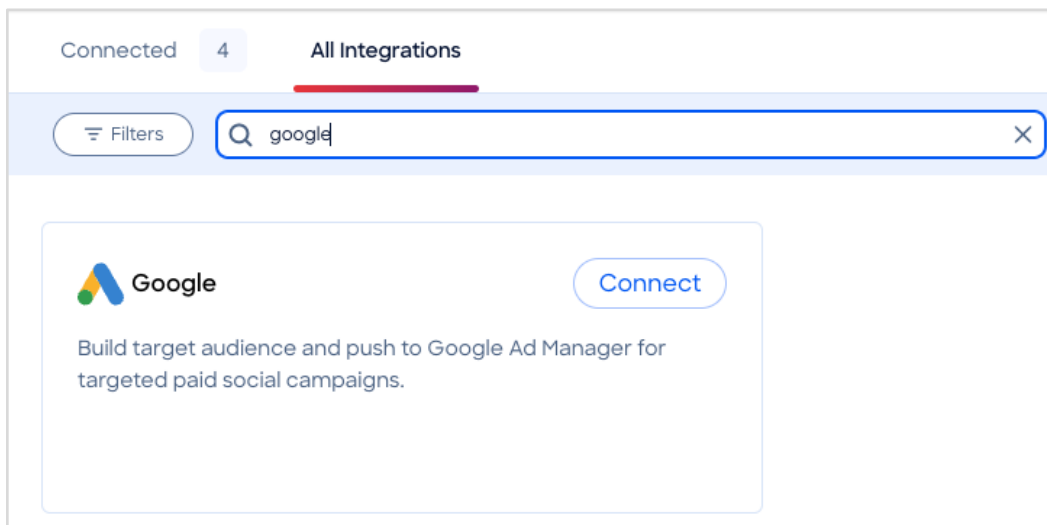 Connected 4 All Integrations
Filters google
Google Connect
Build target audience and push to Google Ad Manager for
targeted paid social campaigns.